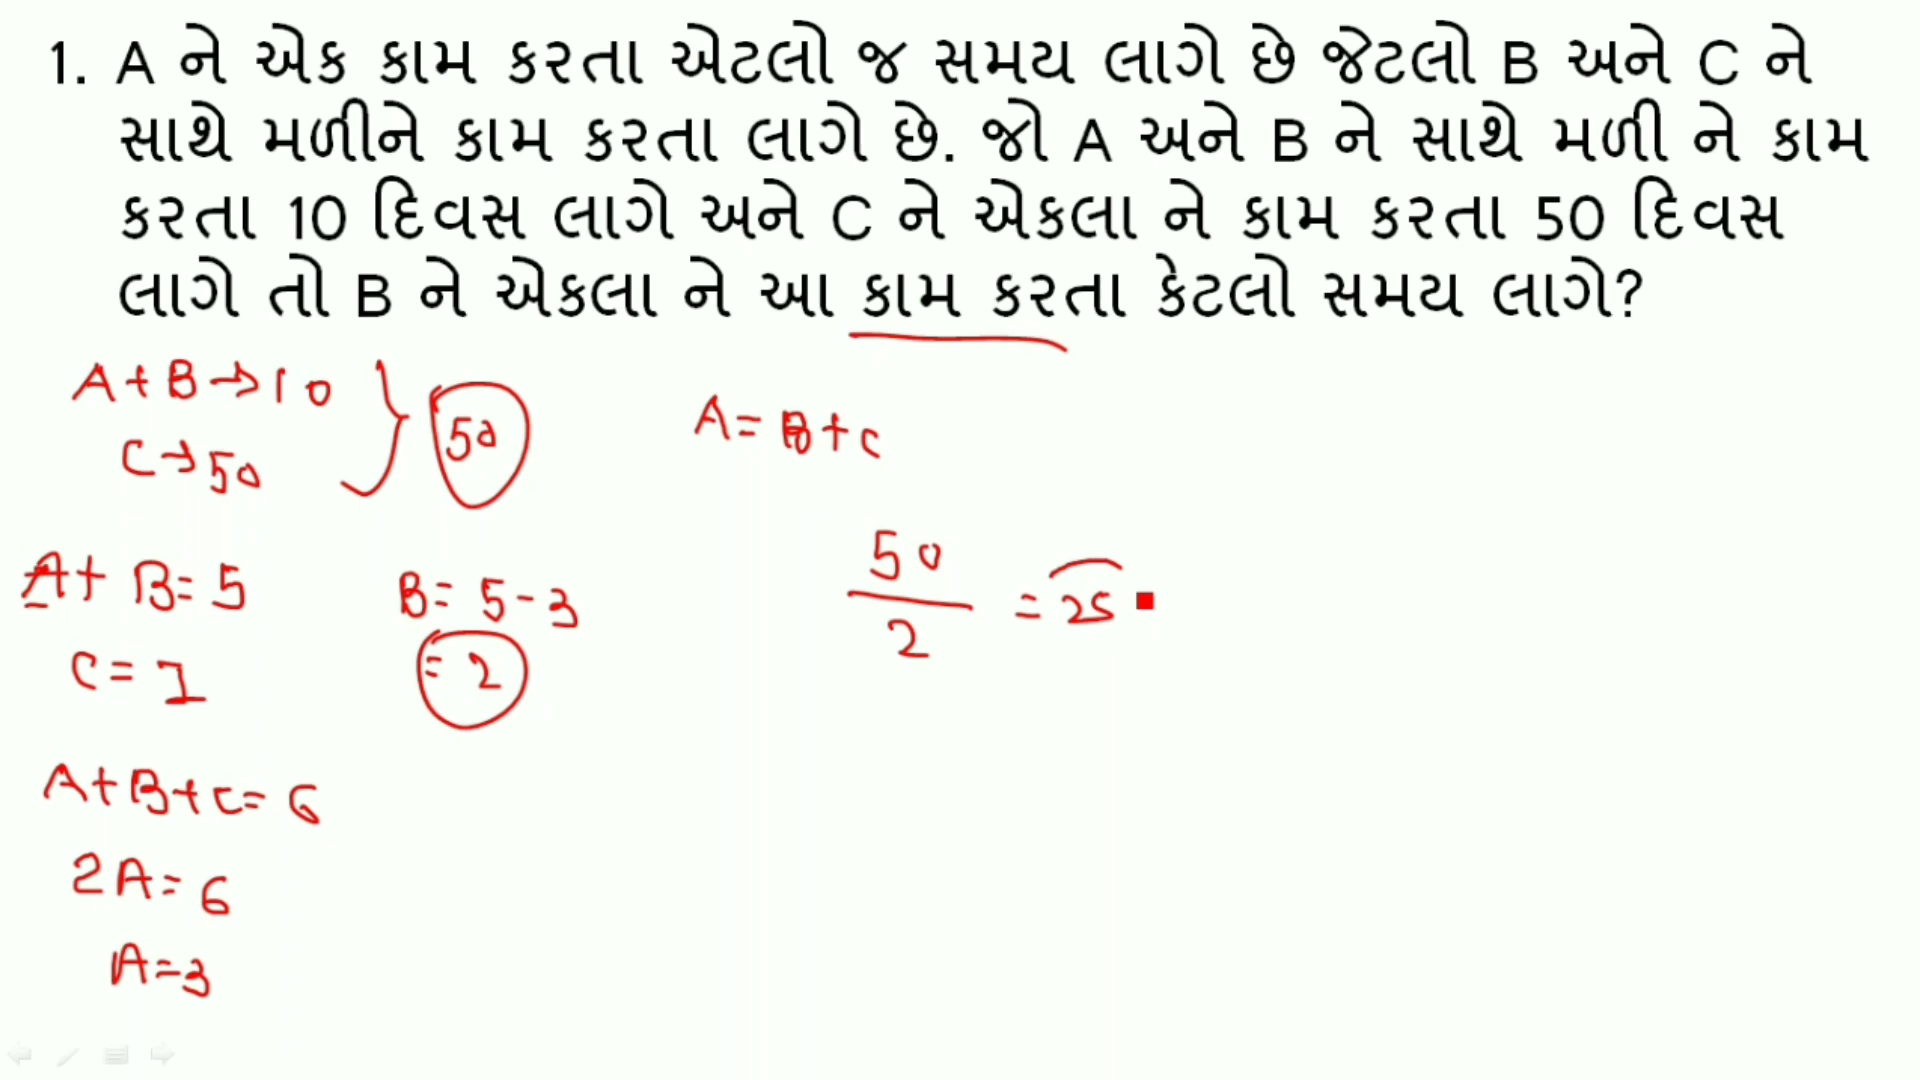 1. A ને એક કામ કરતા એટલો જ સમય લાગે છે જેટલો B અને C ને
સાથે મળીને કામ કરતા લાગે છે. જો A અને B ને સાથે મળી ને કામ
કરતા 10 દિવસ લાગે અને C ને એકલા ને કામ કરતા 50 દિવસ
લાગે તો B ને એકલા ને આ કામ કરતા કેટલો સમય લાગે?
A+B→10
C→50
50
A=B+C
A+B=5
C=1
B=5-3
=2
50/2=25
A+B+C=6
2A=6
A=3